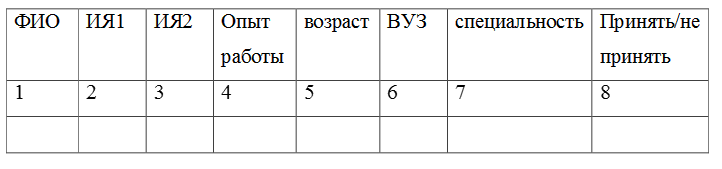 ФИО ИЯ1 ИЯ2 Опыт работы возраст ВУЗ специальность Принять/не принять
1 2 3 4 5 6 7 8